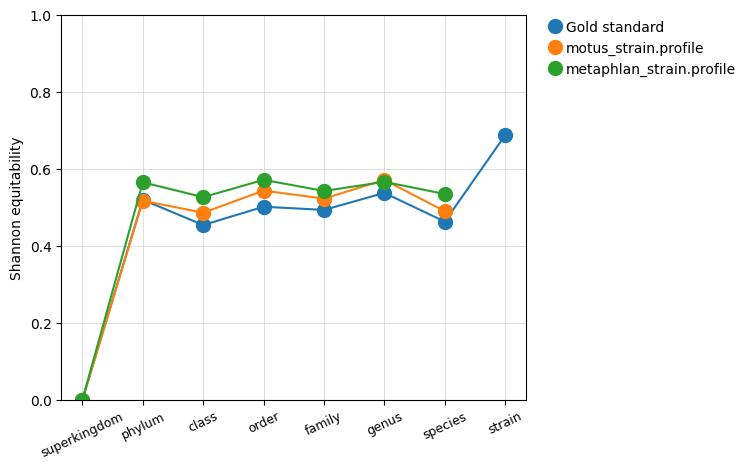 Gold standard
motus_strain.profile
metaphlan_strain.profile
Shannon equitability
1.0
0.8
0.6
0.4
0.2
0.0
superkingdom
phylum
class
order
family
genus
species
strain